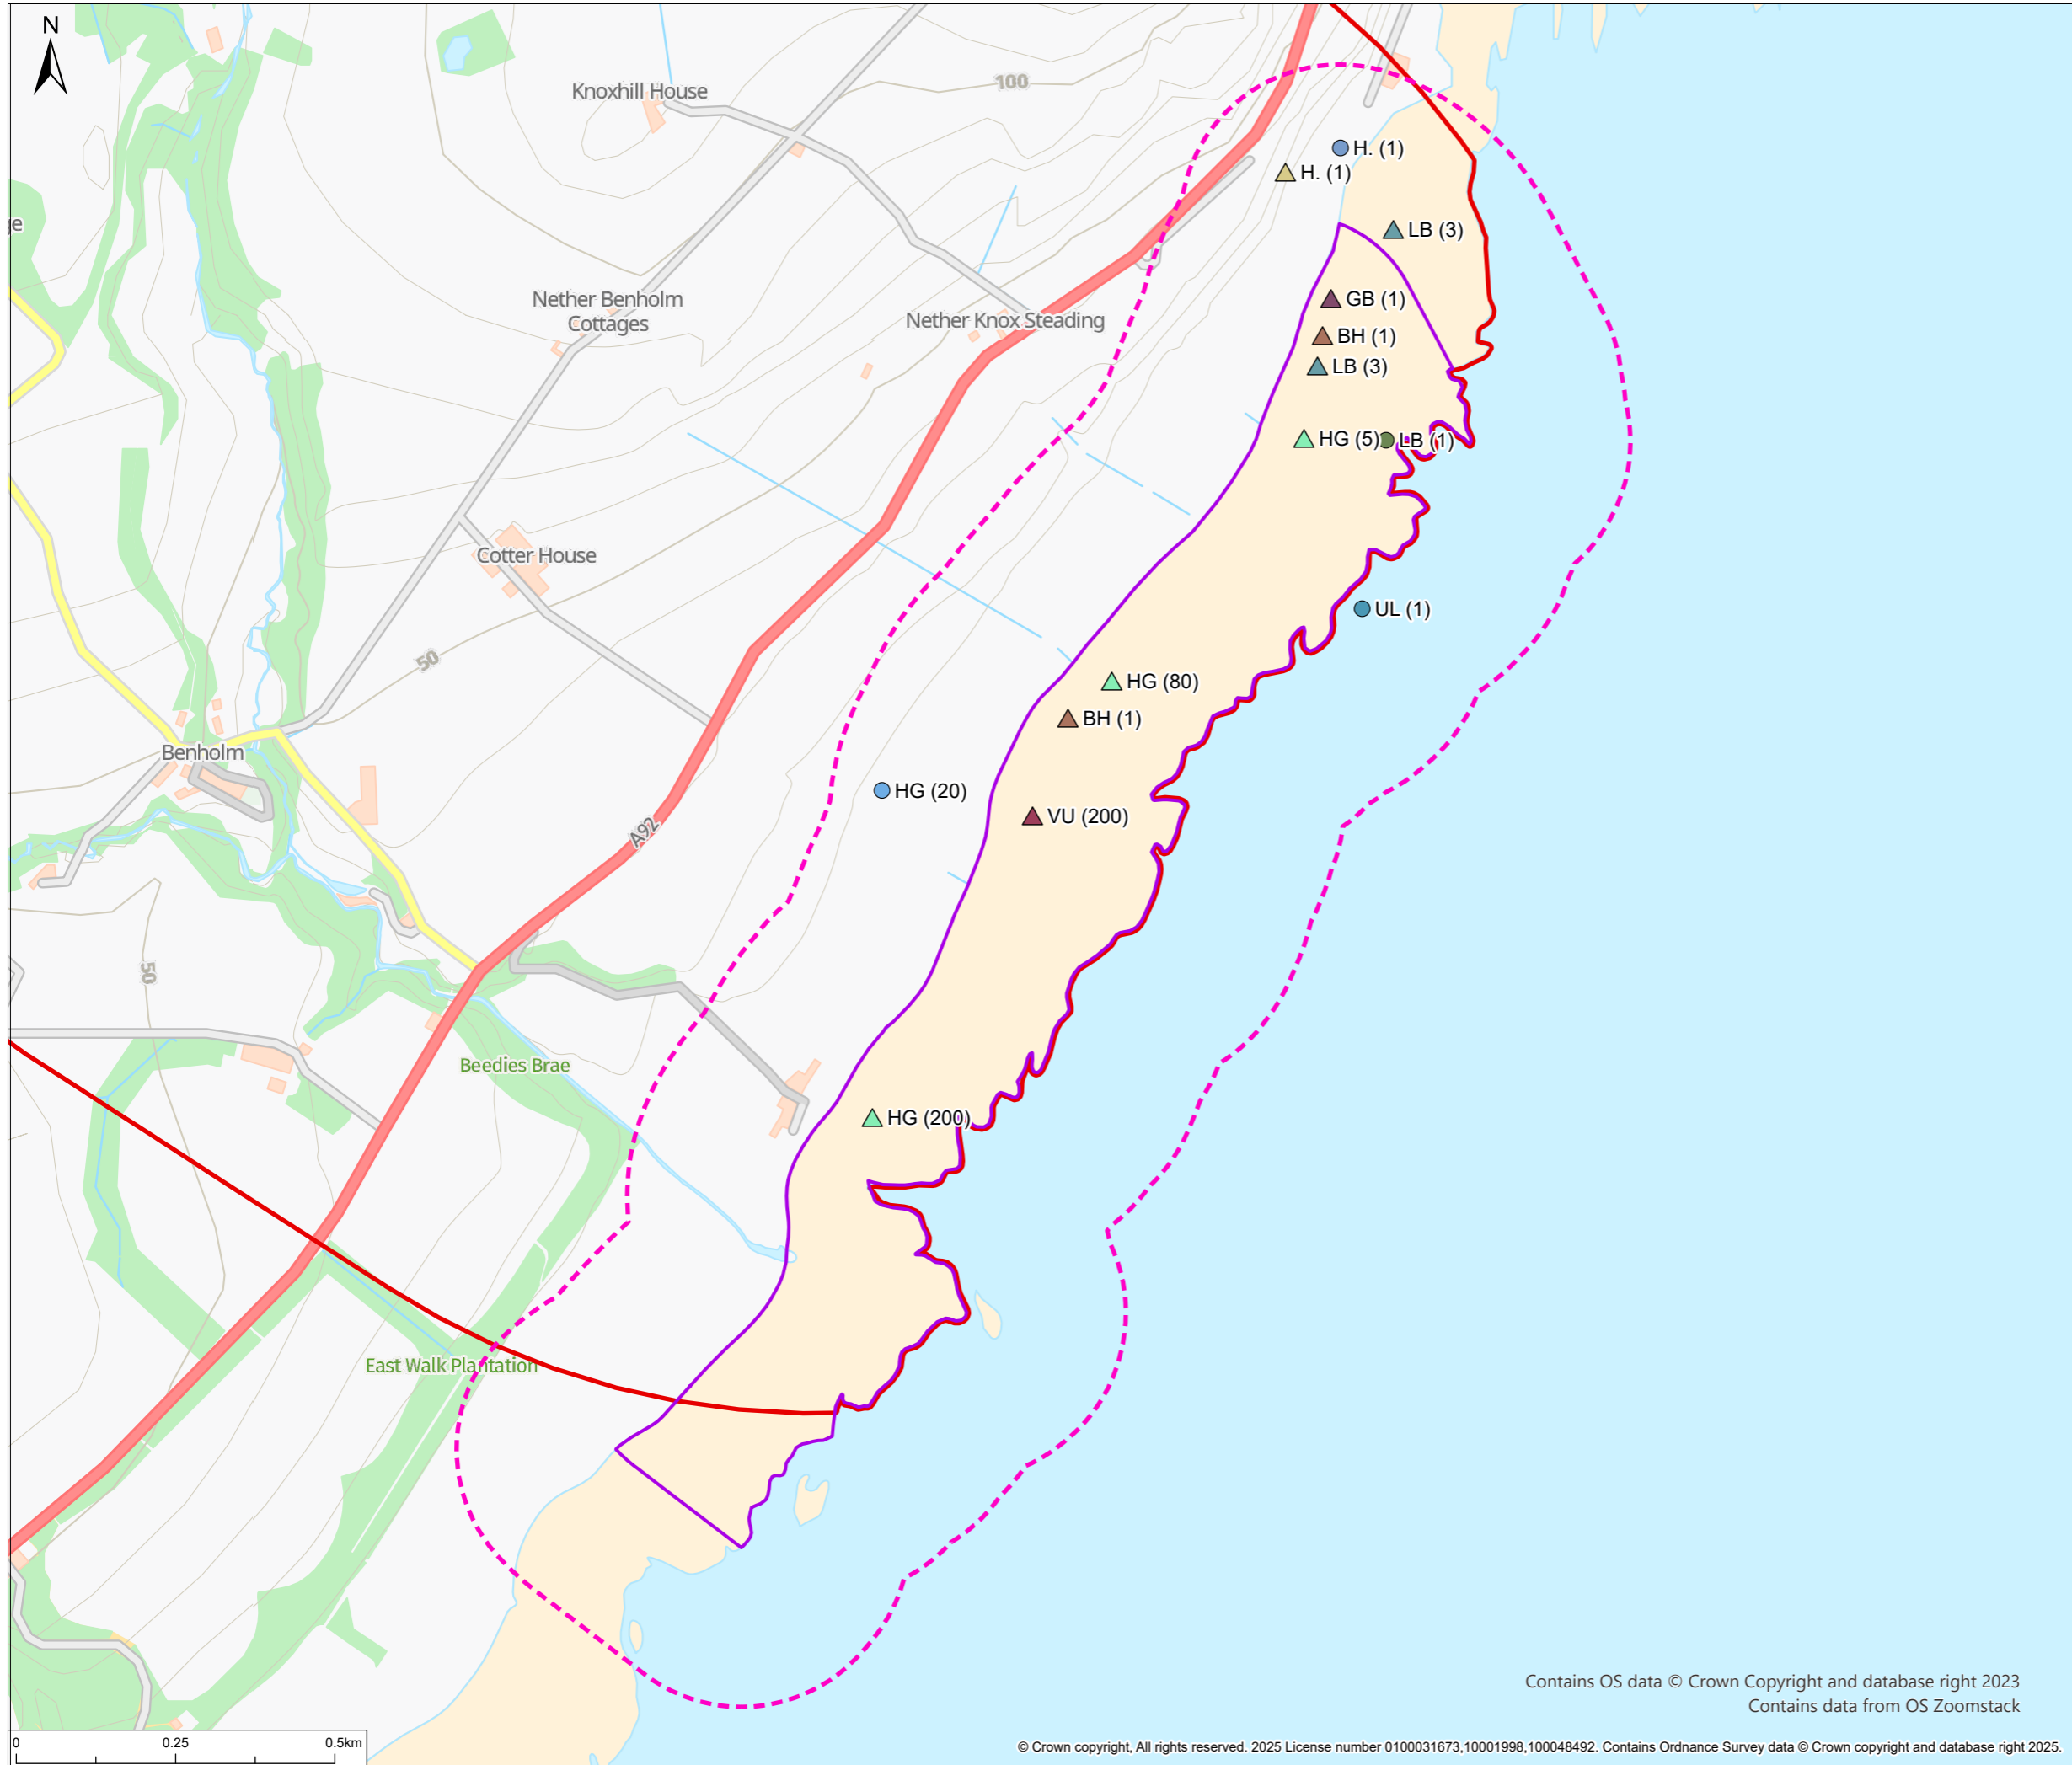 N
Knoxhill House
100
H. (1)
H. (1)
ge
LB (3)
Nether Benholm
Cottages
GB (1)
Nether Knox Steading
BH (1)
LB (3)
HG (5)
LB (1)
Cotter House
UL (1)
50
HG (80)
BH (1)
Benholm
HG (20)
VU (200)
A92
50
Beedies Brae
HG (200)
East Walk Plantation
Contains OS data © Crown Copyright and database right 2023
Contains data from OS Zoomstack
0 0.25 0.5km
© Crown copyright, All rights reserved. 2025 License number 0100031673,10001998,100048492. Contains Ordnance Survey data © Crown copyright and database right 2025.